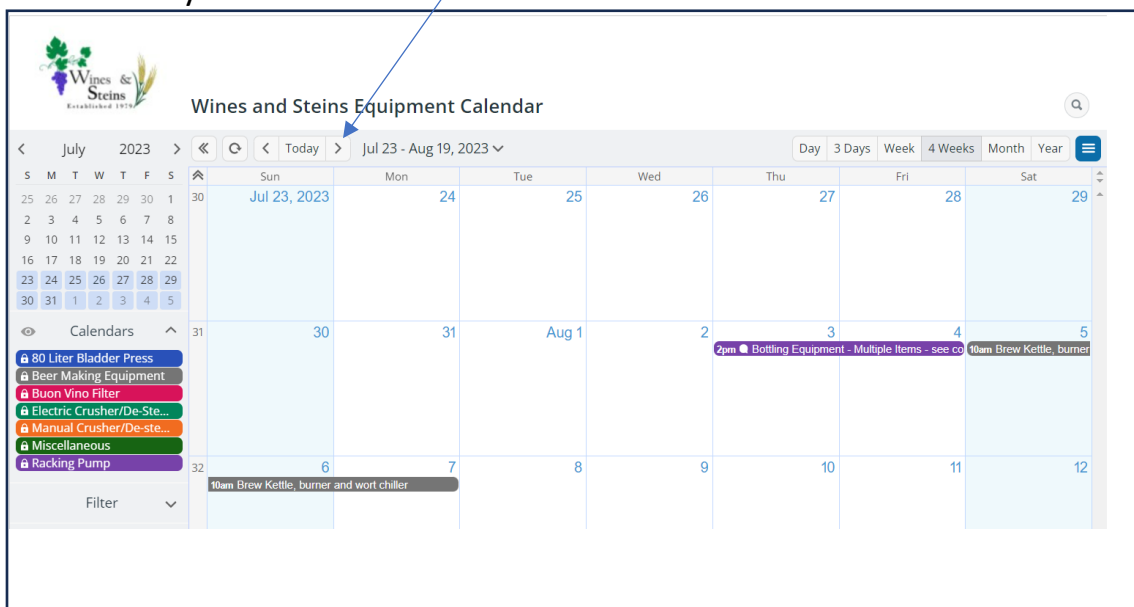 Wines &
Steins
Established 1979
Wines and Steins Equipment Calendar
July 2023
Today
Jul 23 - Aug 19, 2023
Day 3 Days Week 4 Weeks Month Year
S M T W T F S
25 26 27 28 29 30 1
2 3 4 5 6 7 8
9 10 11 12 13 14 15
16 17 18 19 20 21 22
23 24 25 26 27 28 29
30 31 1 2 3 4 5
Calendars
80 Liter Bladder Press
Beer Making Equipment
Buon Vino Filter
Electric Crusher/De-Ste...
Manual Crusher/De-ste...
Miscellaneous
Racking Pump
Filter
Sun Mon Tue Wed Thu Fri Sat
30 Jul 23, 2023 24 25 26 27 28 29
31 30 31 Aug 1 2 3 4 5
2pm Bottling Equipment - Multiple Items - see co
10am Brew Kettle, burner
32 6 7 8 9 10 11 12
10am Brew Kettle, burner and wort chiller